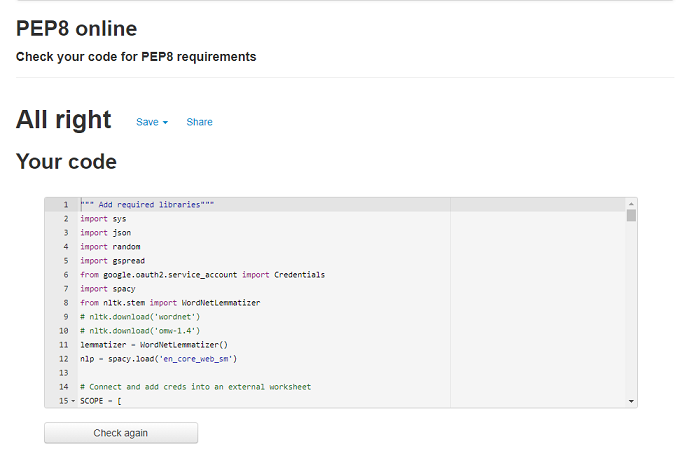 PEP8 online
Check your code for PEP8 requirements
All right Save Share
Your code
1 """ Add required libraries"""
2 import sys
3 import json
4 import random
5 import gspread
6 from google.oauth2.service_account import Credentials
7 import spacy
8 from nltk.stem import WordNetLemmatizer
9 # nltk.download('wordnet')
10 # nltk.download('omw-1.4')
11 lemmatizer = WordNetLemmatizer()
12 nlp = spacy.load('en_core_web_sm')
13
14 # Connect and add creds into an external worksheet
15 SCOPE = [
Check again